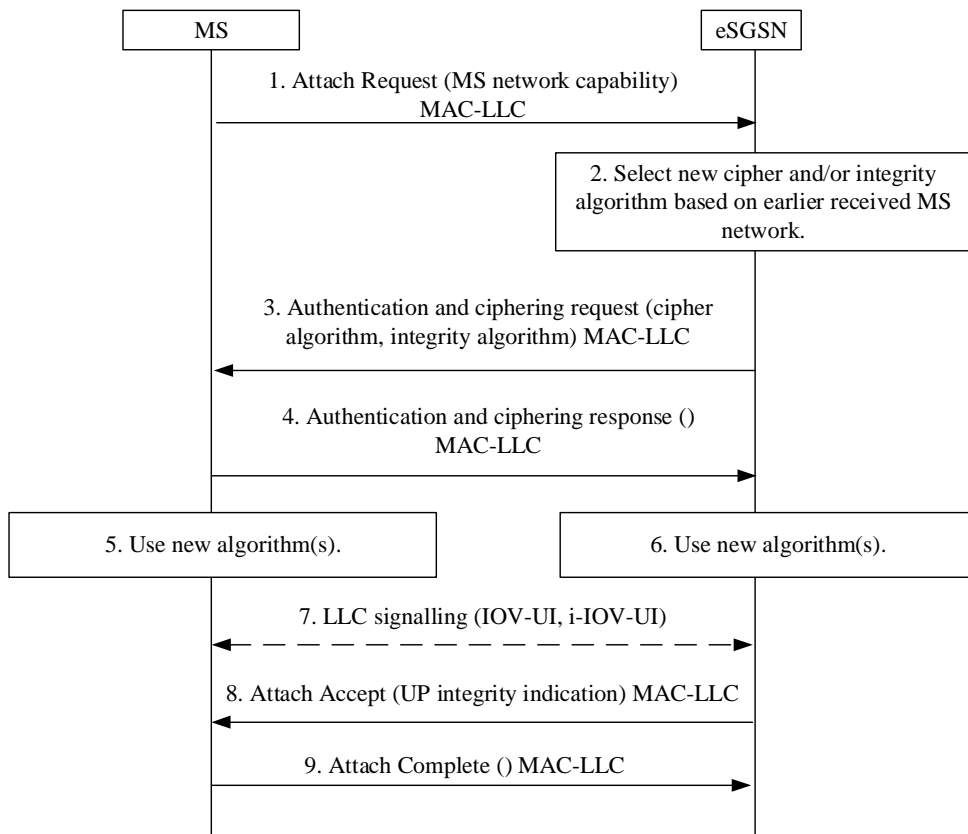 MS
eSGSN
1. Attach Request (MS network capability)
MAC-LLC
2. Select new cipher and/or integrity
algorithm based on earlier received MS
network.
3. Authentication and ciphering request (cipher
algorithm, integrity algorithm) MAC-LLC
4. Authentication and ciphering response ()
MAC-LLC
5. Use new algorithm(s).
6. Use new algorithm(s).
7. LLC signalling (IOV-UI, i-IOV-UI)
8. Attach Accept (UP integrity indication) MAC-LLC
9. Attach Complete () MAC-LLC